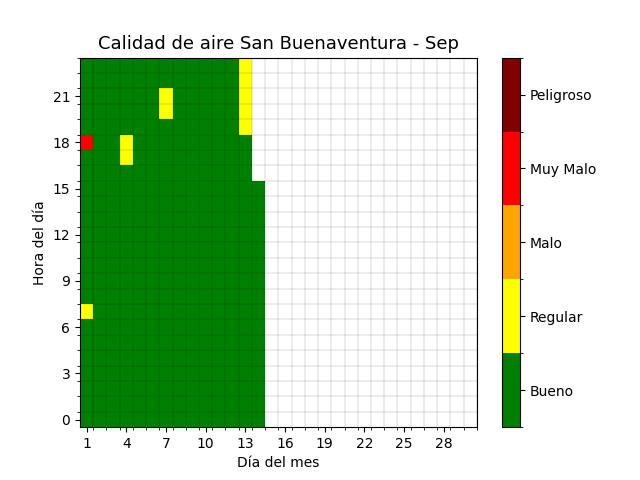 Calidad de aire San Buenaventura - Sep
Hora del día
21
18
15
12
9
6
3
0
1 4 7 10 13 16 19 22 25 28
Día del mes
Peligroso
Muy Malo
Malo
Regular
Bueno